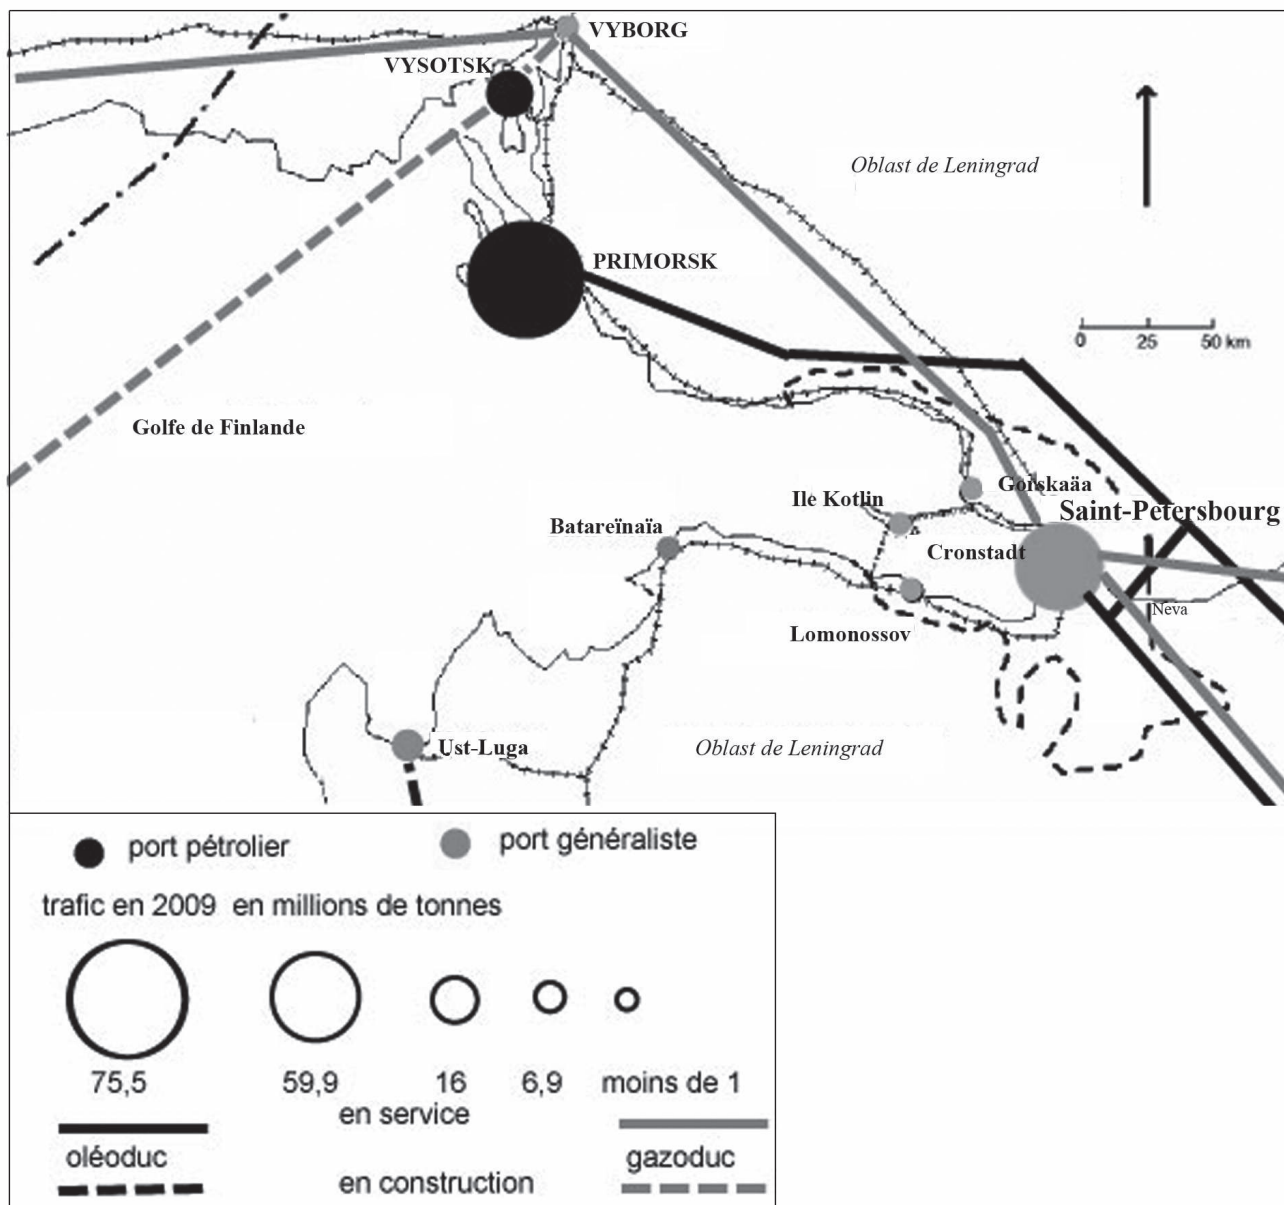 VYBORG
VYSOTSK
Oblast de Leningrad
PRIMORSK
0 25 50 km
Golfe de Finlande
Goiskaäa
Ile Kotlin
Saint-Petersbourg
Batareïnaïa
Cronstadt
Neva
Lomonossov
Ust-Luga
Oblast de Leningrad
port pétrolier
port généraliste
trafic en 2009 en millions de tonnes
75,5 59,9 16 6,9 moins de 1
en service
oléoduc
gazoduc
en construction